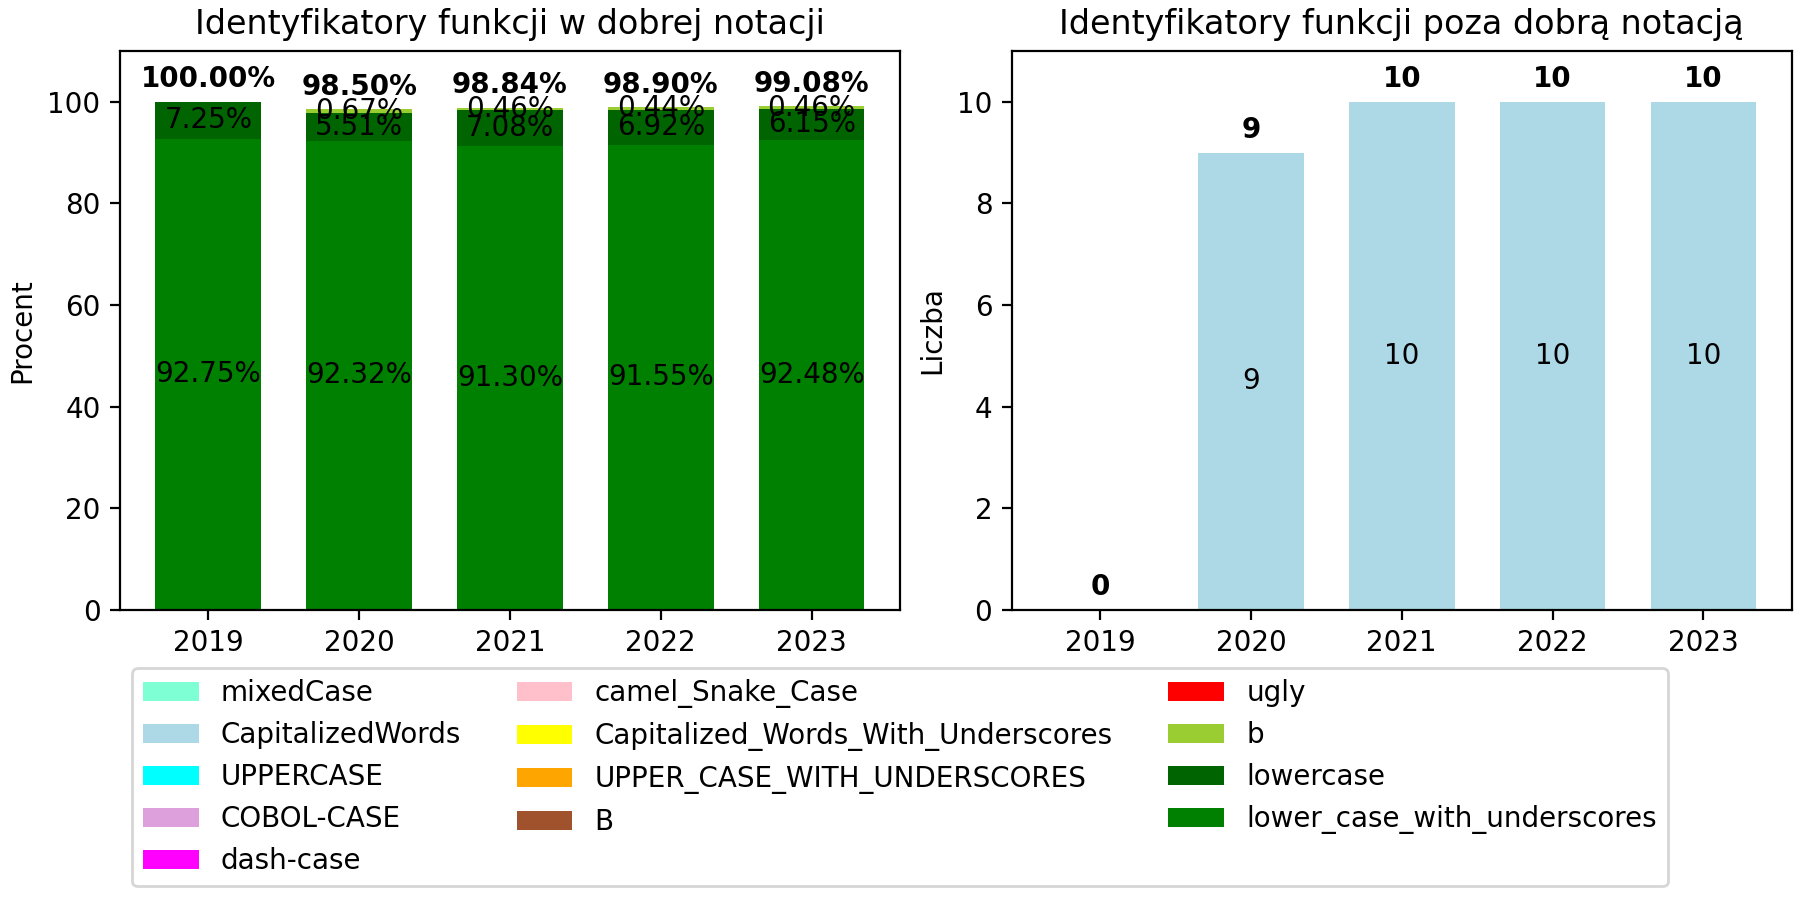 Identyfikatory funkcji w dobrej notacji
Procent
100
80
60
40
20
0
100.00%
98.50%
98.84%
98.90%
99.08%
0.67%
0.46%
0.44%
0.46%
7.25%
5.51%
7.08%
6.92%
6.15%
92.75%
92.32%
91.30%
91.55%
92.48%
2019
2020
2021
2022
2023
Identyfikatory funkcji poza dobrą notacją
Liczba
10
8
6
4
2
0
0
9
10
10
10
9
10
10
10
2019
2020
2021
2022
2023
mixedCase
CapitalizedWords
UPPERCASE
COBOL-CASE
dash-case
camel_Snake_Case
Capitalized_Words_With_Underscores
UPPER_CASE_WITH_UNDERSCORES
B
ugly
b
lowercase
lower_case_with_underscores